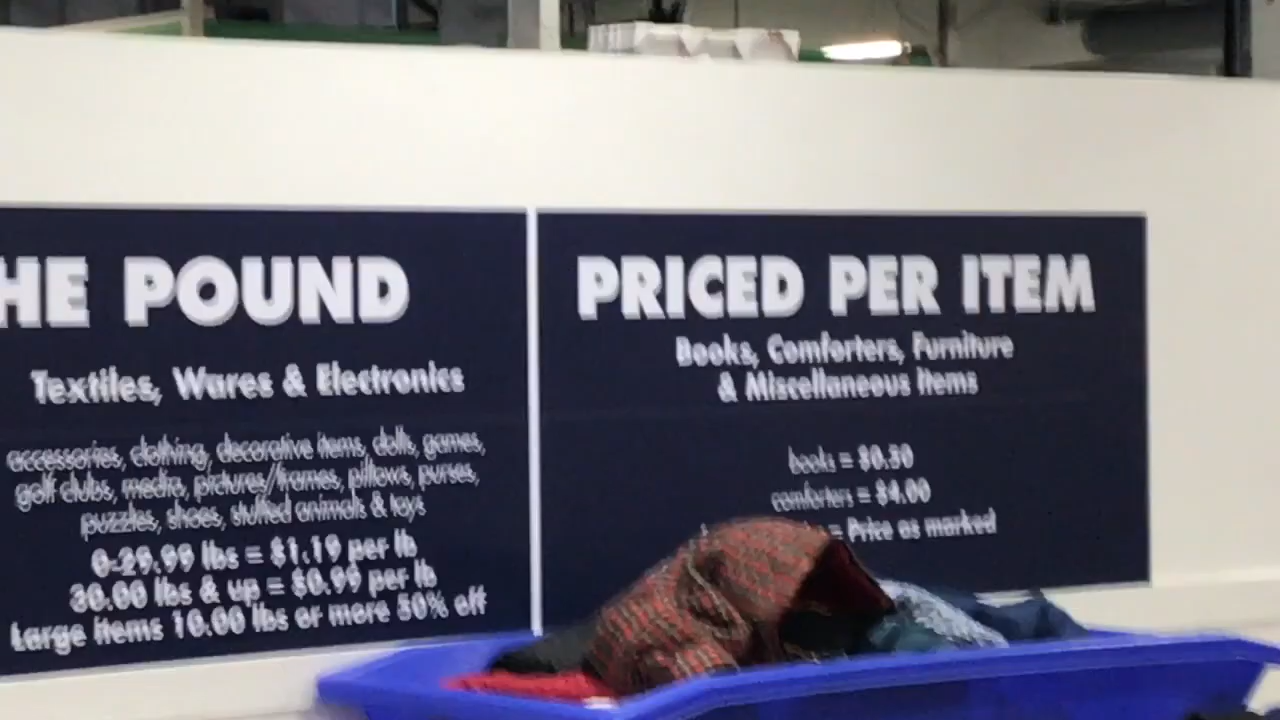 HE POUND
Textiles, Wares & Electronics
accessories, clothing, decorative items, dolls, games,
golf clubs, media, pictures/frames, pillows, purses,
puzzles, shoes, stuffed animals & toys
0-29.99 lbs = $1.19 per lb
30.00 lbs & up = $0.99 per lb
Large items 10.00 lbs or more 50% off
PRICED PER ITEM
Books, Comforters, Furniture
& Miscellaneous Items
books = $0.50
comforters = $4.00
= Price as marked